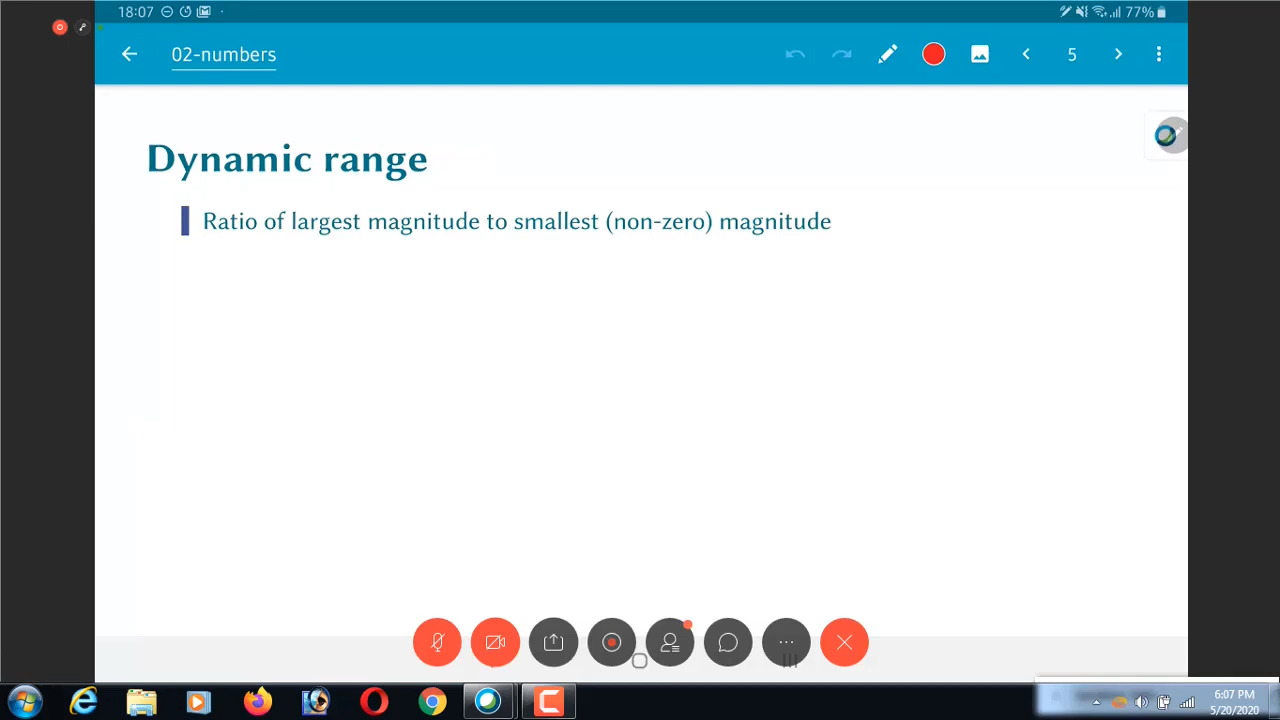 18:07
77%
02-numbers
5
Dynamic range
Ratio of largest magnitude to smallest (non-zero) magnitude
6:07 PM
5/20/2020